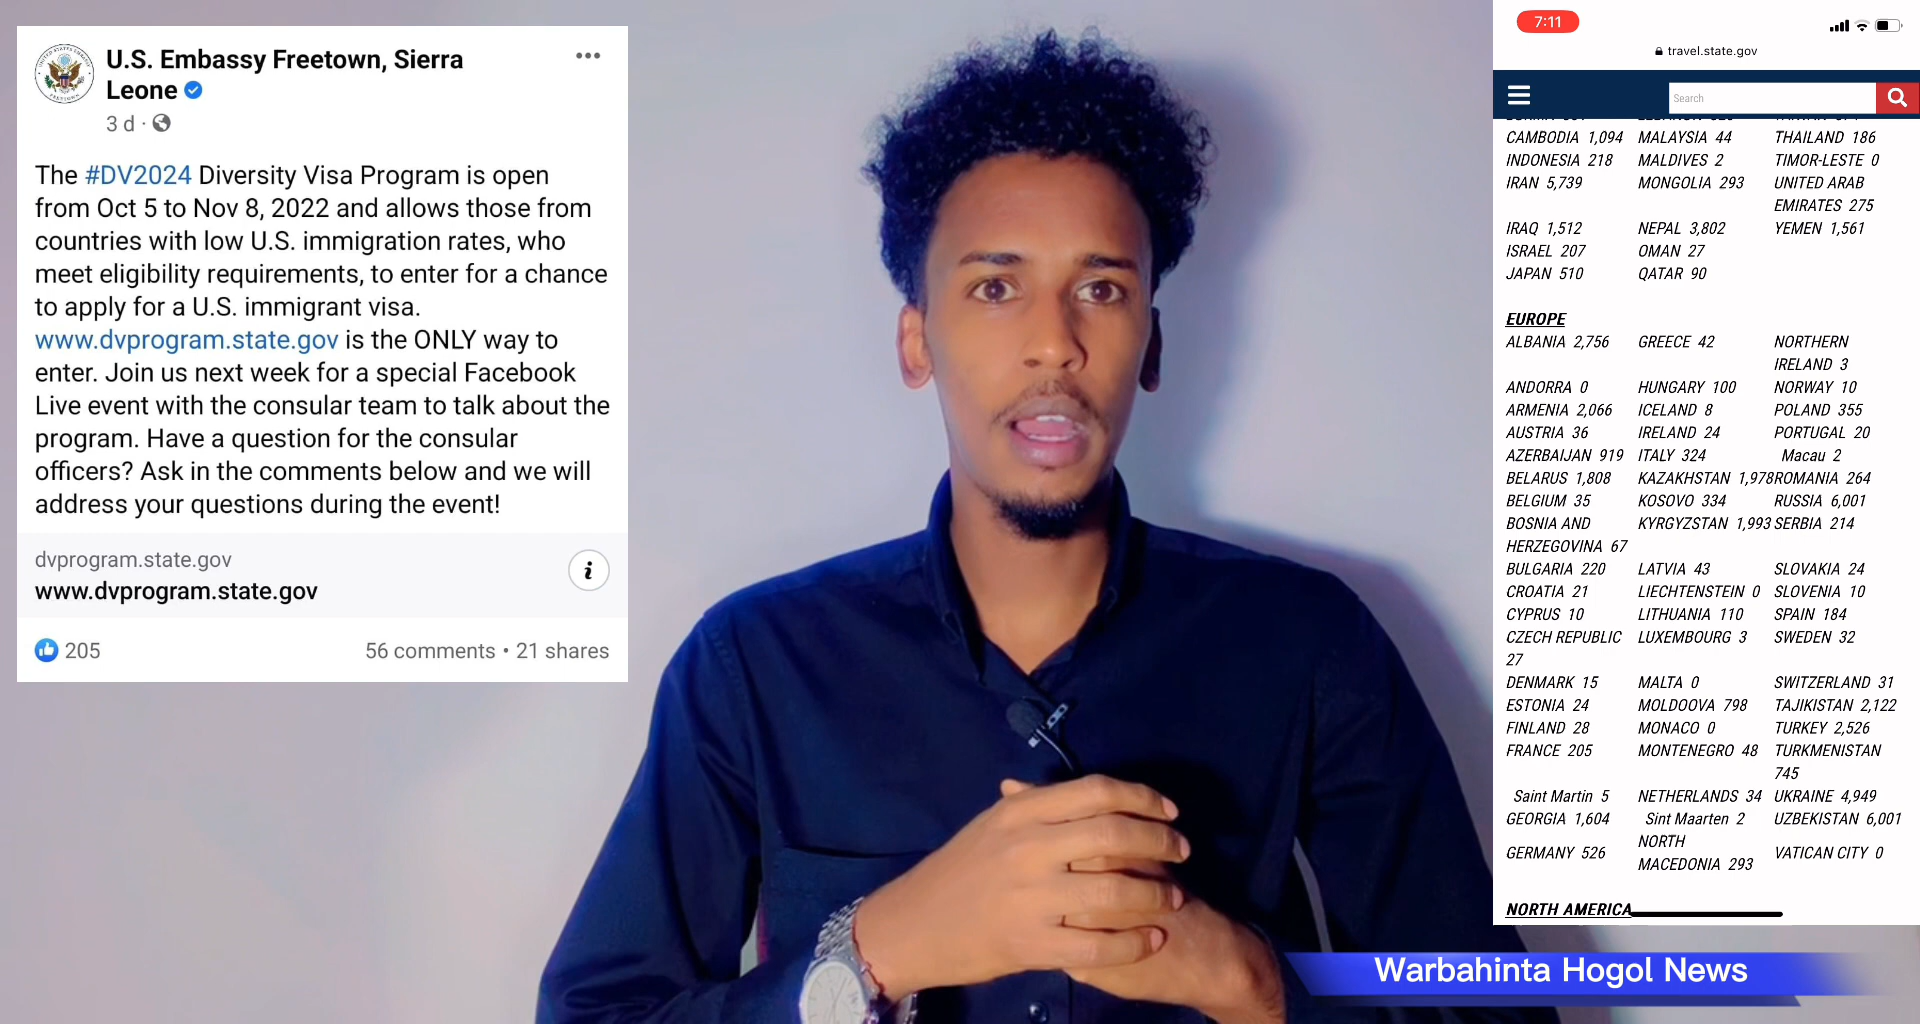 U.S. Embassy Freetown, Sierra
Leone
3 d ·
The #DV2024 Diversity Visa Program is open
from Oct 5 to Nov 8, 2022 and allows those from
countries with low U.S. immigration rates, who
meet eligibility requirements, to enter for a chance
to apply for a U.S. immigrant visa.
www.dvprogram.state.gov is the ONLY way to
enter. Join us next week for a special Facebook
Live event with the consular team to talk about the
program. Have a question for the consular
officers? Ask in the comments below and we will
address your questions during the event!
dvprogram.state.gov
www.dvprogram.state.gov
205
56 comments • 21 shares
7:11
travel.state.gov
Search
CAMBODIA 1,094 MALAYSIA 44 THAILAND 186
INDONESIA 218 MALDIVES 2 TIMOR-LESTE 0
IRAN 5,739 MONGOLIA 293 UNITED ARAB
EMIRATES 275
IRAQ 1,512 NEPAL 3,802 YEMEN 1,561
ISRAEL 207 OMAN 27
JAPAN 510 QATAR 90
EUROPE
ALBANIA 2,756 GREECE 42 NORTHERN
IRELAND 3
ANDORRA 0 HUNGARY 100 NORWAY 10
ARMENIA 2,066 ICELAND 8 POLAND 355
AUSTRIA 36 IRELAND 24 PORTUGAL 20
AZERBAIJAN 919 ITALY 324 Macau 2
BELARUS 1,808 KAZAKHSTAN 1,978 ROMANIA 264
BELGIUM 35 KOSOVO 334 RUSSIA 6,001
BOSNIA AND KYRGYZSTAN 1,993 SERBIA 214
HERZEGOVINA 67
BULGARIA 220 LATVIA 43 SLOVAKIA 24
CROATIA 21 LIECHTENSTEIN 0 SLOVENIA 10
CYPRUS 10 LITHUANIA 110 SPAIN 184
CZECH REPUBLIC LUXEMBOURG 3 SWEDEN 32
27
DENMARK 15 MALTA 0 SWITZERLAND 31
ESTONIA 24 MOLDOOVA 798 TAJIKISTAN 2,122
FINLAND 28 MONACO 0 TURKEY 2,526
FRANCE 205 MONTENEGRO 48 TURKMENISTAN
745
Saint Martin 5 NETHERLANDS 34 UKRAINE 4,949
GEORGIA 1,604 Sint Maarten 2 UZBEKISTAN 6,001
NORTH
GERMANY 526 VATICAN CITY 0
MACEDONIA 293
NORTH AMERICA
Warbahinta Hogol News